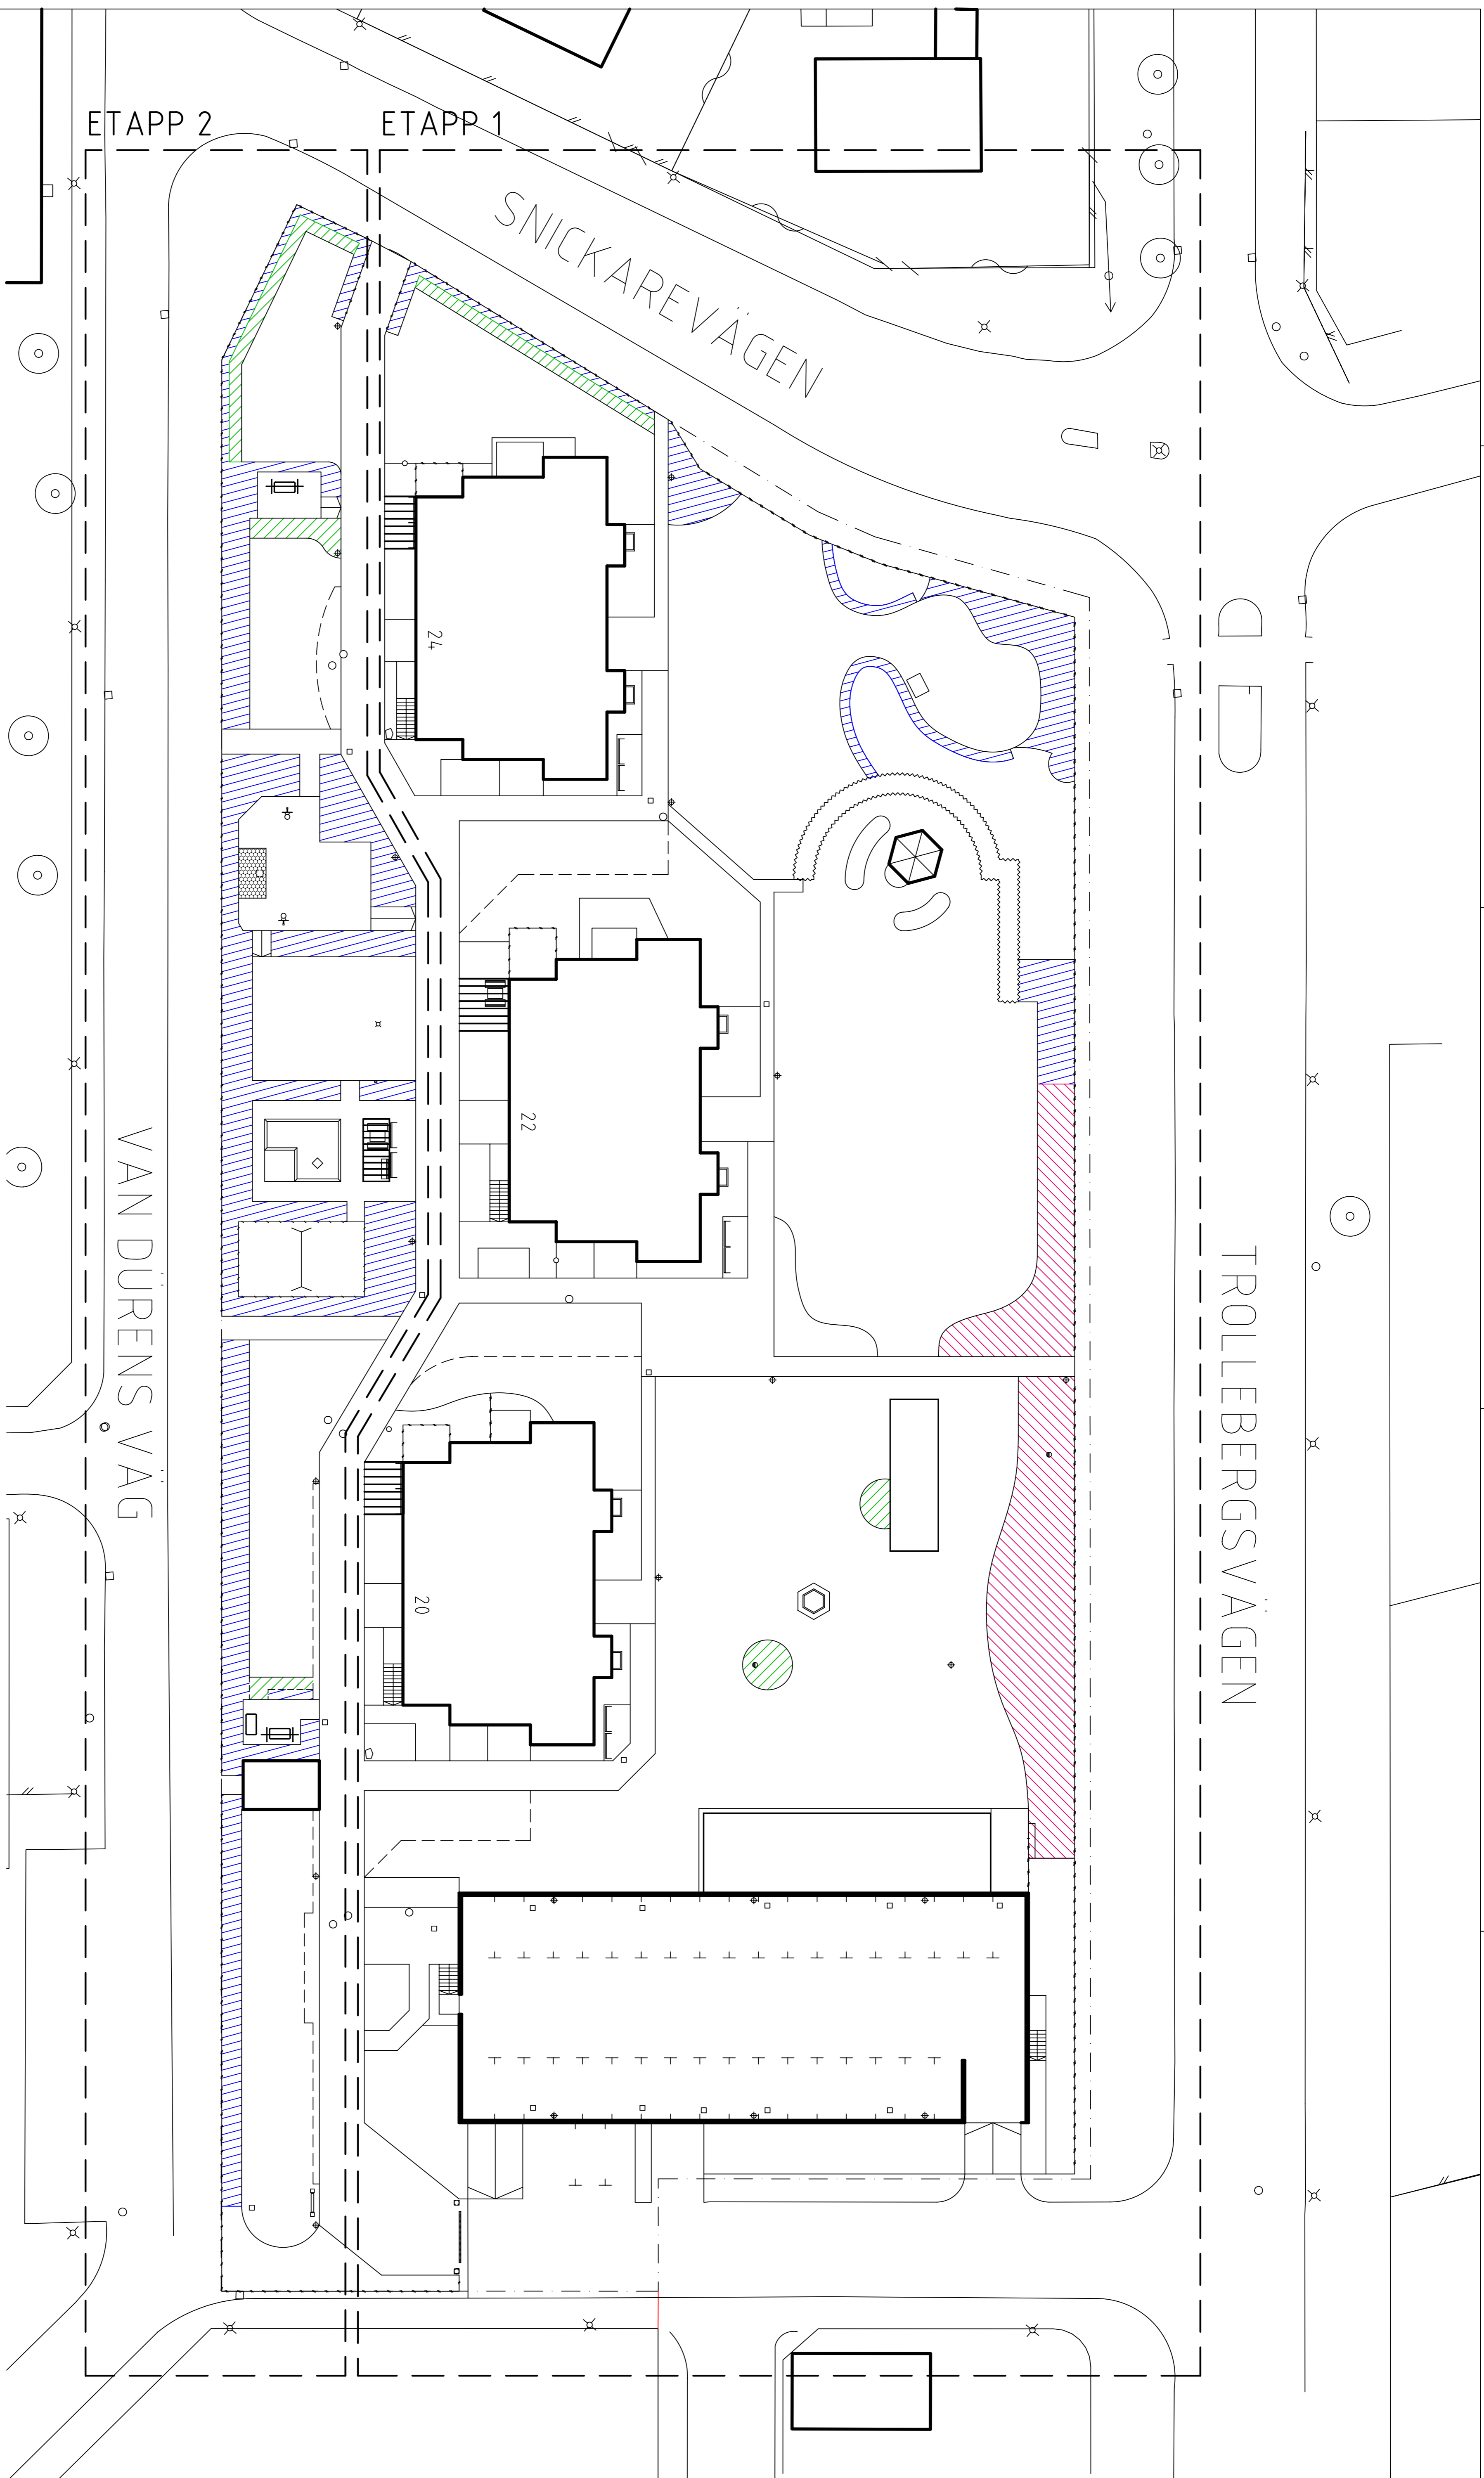 ETAPP 2
ETAPP 1
SNICKAREVÄGEN
24
22
VAN DÜRENS VÄG
TROLLEBERGSVÄGEN
20